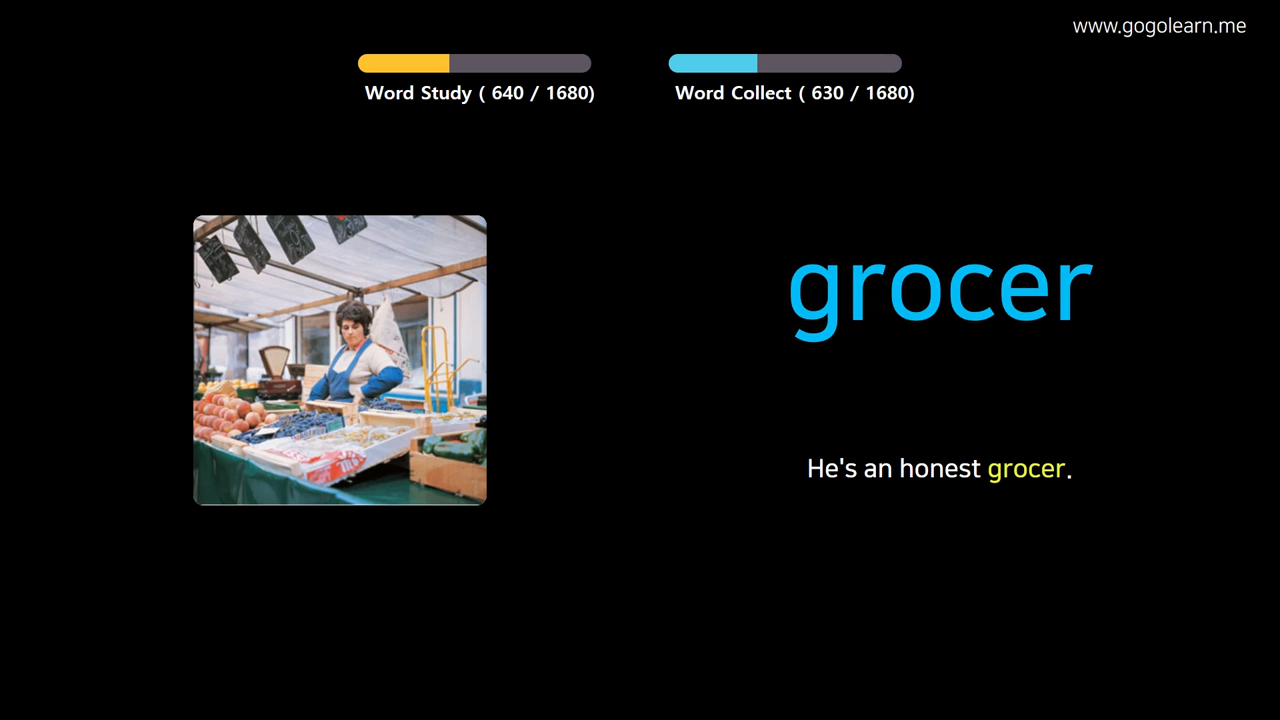 www.gogolearn.me
Word Study ( 640 / 1680)
Word Collect ( 630 / 1680)
grocer
He's an honest grocer.